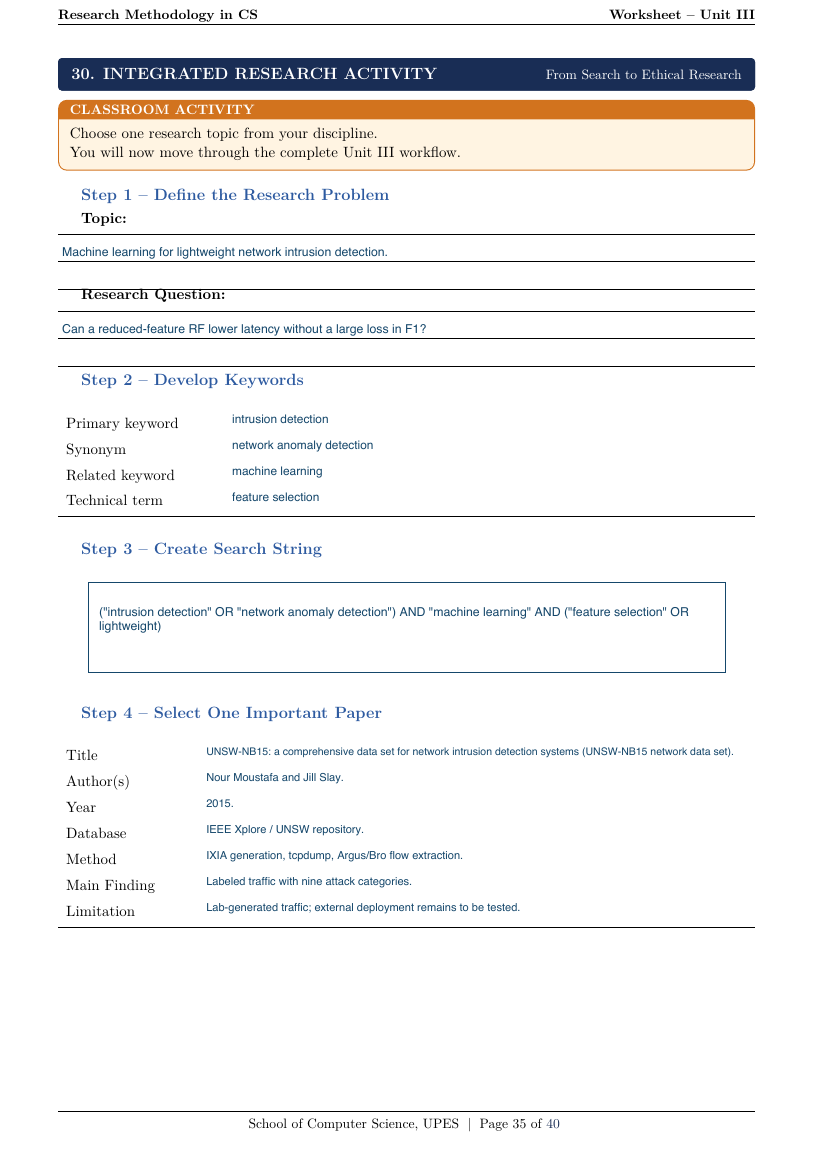 Research Methodology in CS Worksheet – Unit III
30. INTEGRATED RESEARCH ACTIVITY From Search to Ethical Research
CLASSROOM ACTIVITY
Choose one research topic from your discipline.
You will now move through the complete Unit III workflow.
Step 1 – Define the Research Problem
Topic:
Machine learning for lightweight network intrusion detection.
Research Question:
Can a reduced-feature RF lower latency without a large loss in F1?
Step 2 – Develop Keywords
Primary keyword intrusion detection
Synonym network anomaly detection
Related keyword machine learning
Technical term feature selection
Step 3 – Create Search String
("intrusion detection" OR "network anomaly detection") AND "machine learning" AND ("feature selection" OR
lightweight)
Step 4 – Select One Important Paper
Title UNSW-NB15: a comprehensive data set for network intrusion detection systems (UNSW-NB15 network data set).
Author(s) Nour Moustafa and Jill Slay.
Year 2015.
Database IEEE Xplore / UNSW repository.
Method IXIA generation, tcpdump, Argus/Bro flow extraction.
Main Finding Labeled traffic with nine attack categories.
Limitation Lab-generated traffic; external deployment remains to be tested.
School of Computer Science, UPES | Page 35 of 40